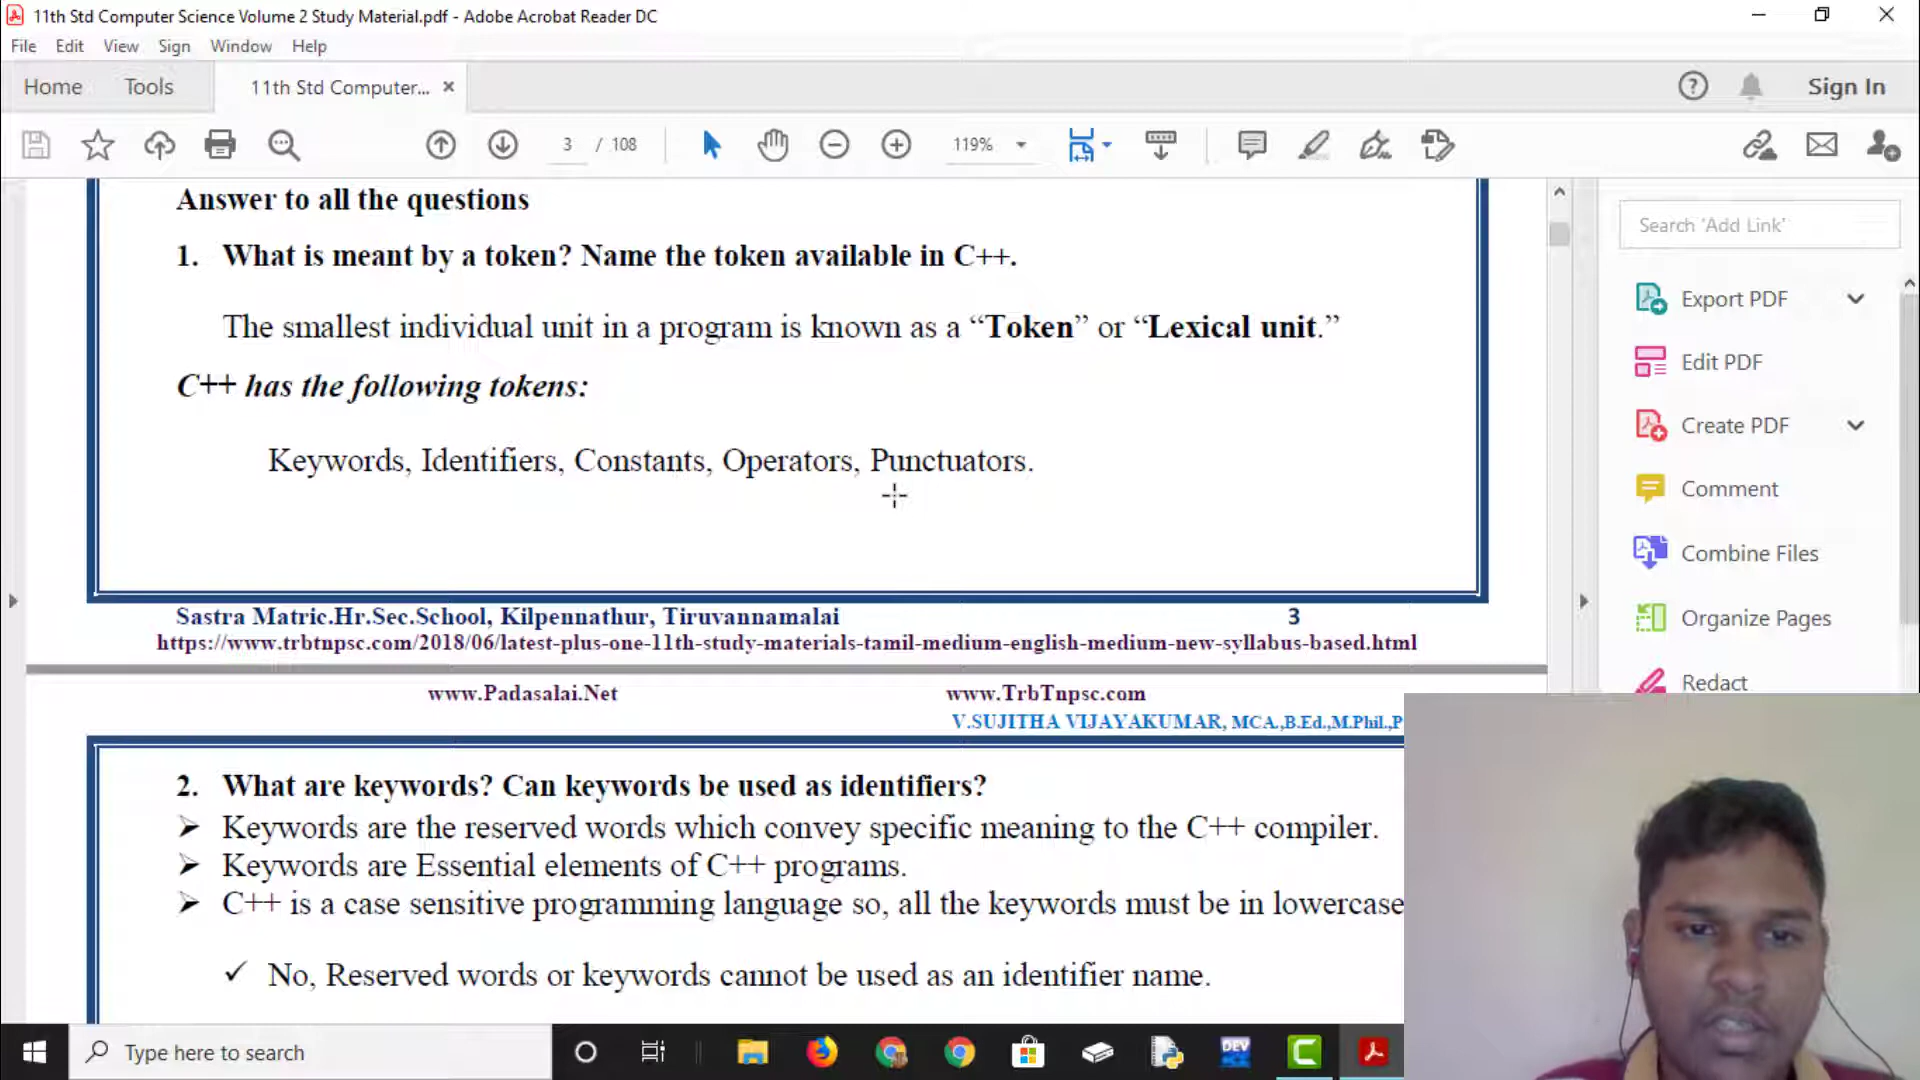 11th Std Computer Science Volume 2 Study Material.pdf - Adobe Acrobat Reader DC
File Edit View Sign Window Help
Home Tools 11th Std Computer... Sign In
3 / 108 119%
Answer to all the questions
1. What is meant by a token? Name the token available in C++.
The smallest individual unit in a program is known as a “Token” or “Lexical unit.”
C++ has the following tokens:
Keywords, Identifiers, Constants, Operators, Punctuators.
Sastra Matric.Hr.Sec.School, Kilpennathur, Tiruvannamalai 3
https://www.trbtnpsc.com/2018/06/latest-plus-one-11th-study-materials-tamil-medium-english-medium-new-syllabus-based.html
www.Padasalai.Net www.TrbTnpsc.com
V.SUJITHA VIJAYAKUMAR, MCA.,B.Ed.,M.Phil.,P
2. What are keywords? Can keywords be used as identifiers?
➢ Keywords are the reserved words which convey specific meaning to the C++ compiler.
➢ Keywords are Essential elements of C++ programs.
➢ C++ is a case sensitive programming language so, all the keywords must be in lowercase
✓ No, Reserved words or keywords cannot be used as an identifier name.
Search 'Add Link'
Export PDF
Edit PDF
Create PDF
Comment
Combine Files
Organize Pages
Redact
Type here to search
DEV